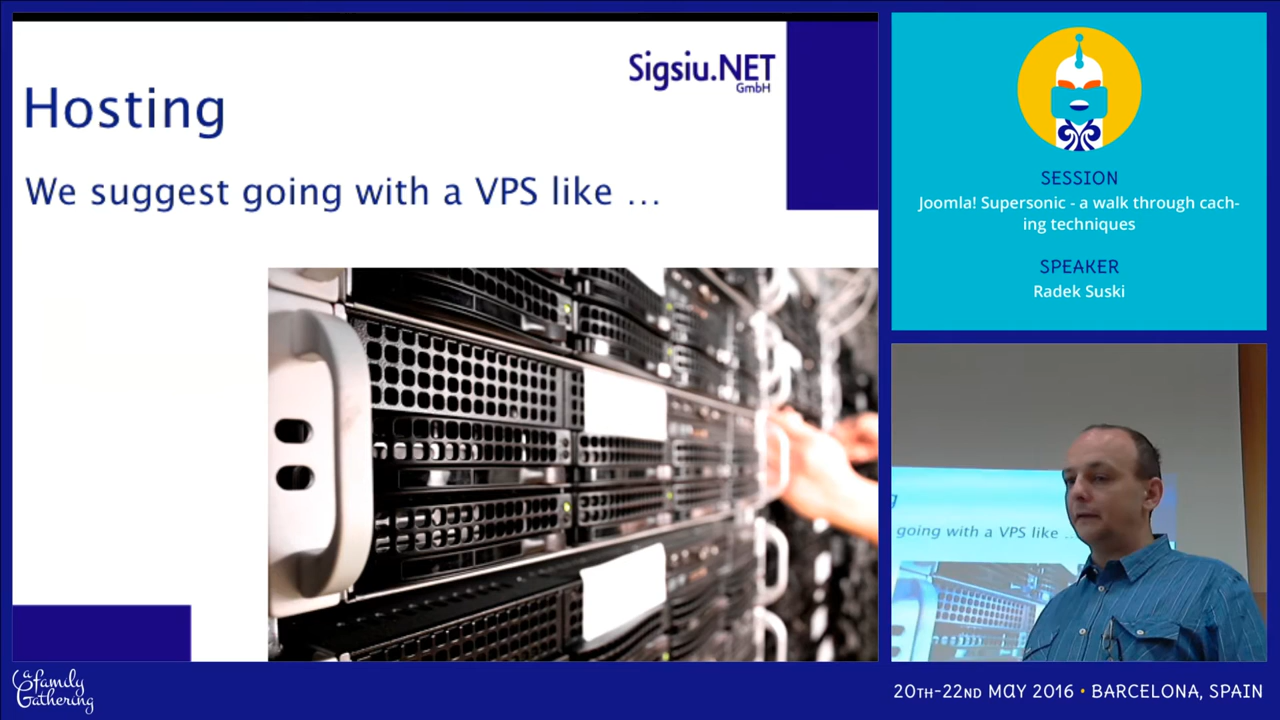 Sigsiu.NET
GmbH
Hosting
We suggest going with a VPS like ...
SESSION
Joomla! Supersonic - a walk through cach-
ing techniques
SPEAKER
Radek Suski
g
going with a VPS like ...
a family
Gathering
20TH-22ND MAY 2016 • BARCELONA, SPAIN